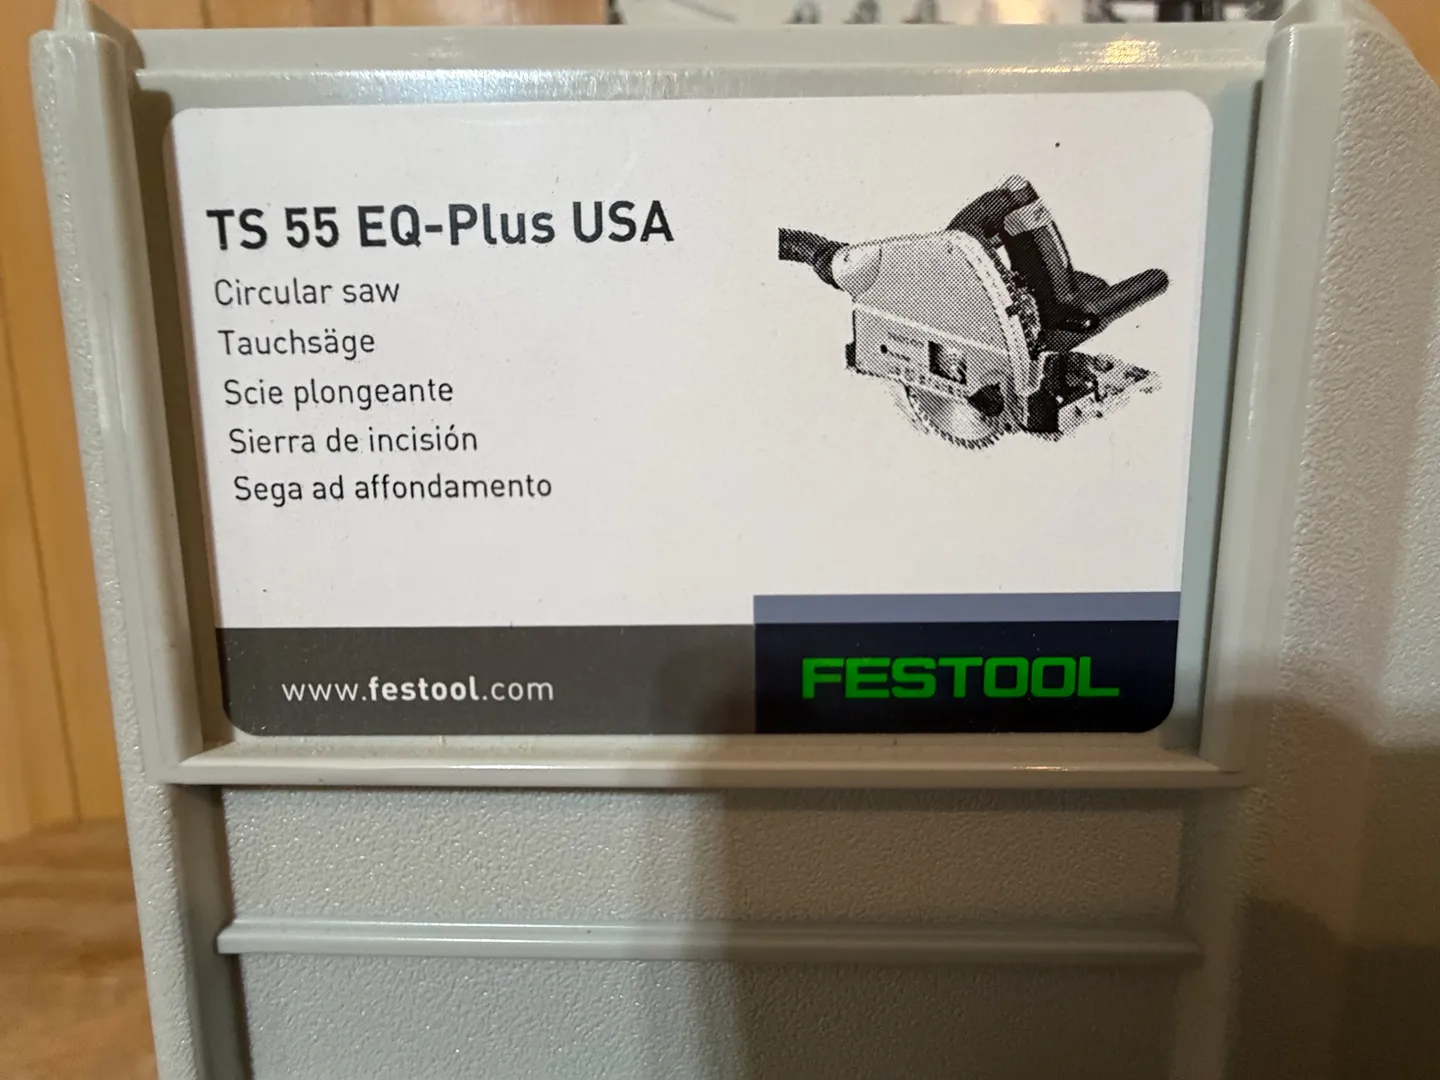 TS 55 EQ-Plus USA
Circular saw
Tauchsäge
Scie plongeante
Sierra de incisión
Sega ad affondamento
www.festool.com
FESTOOL